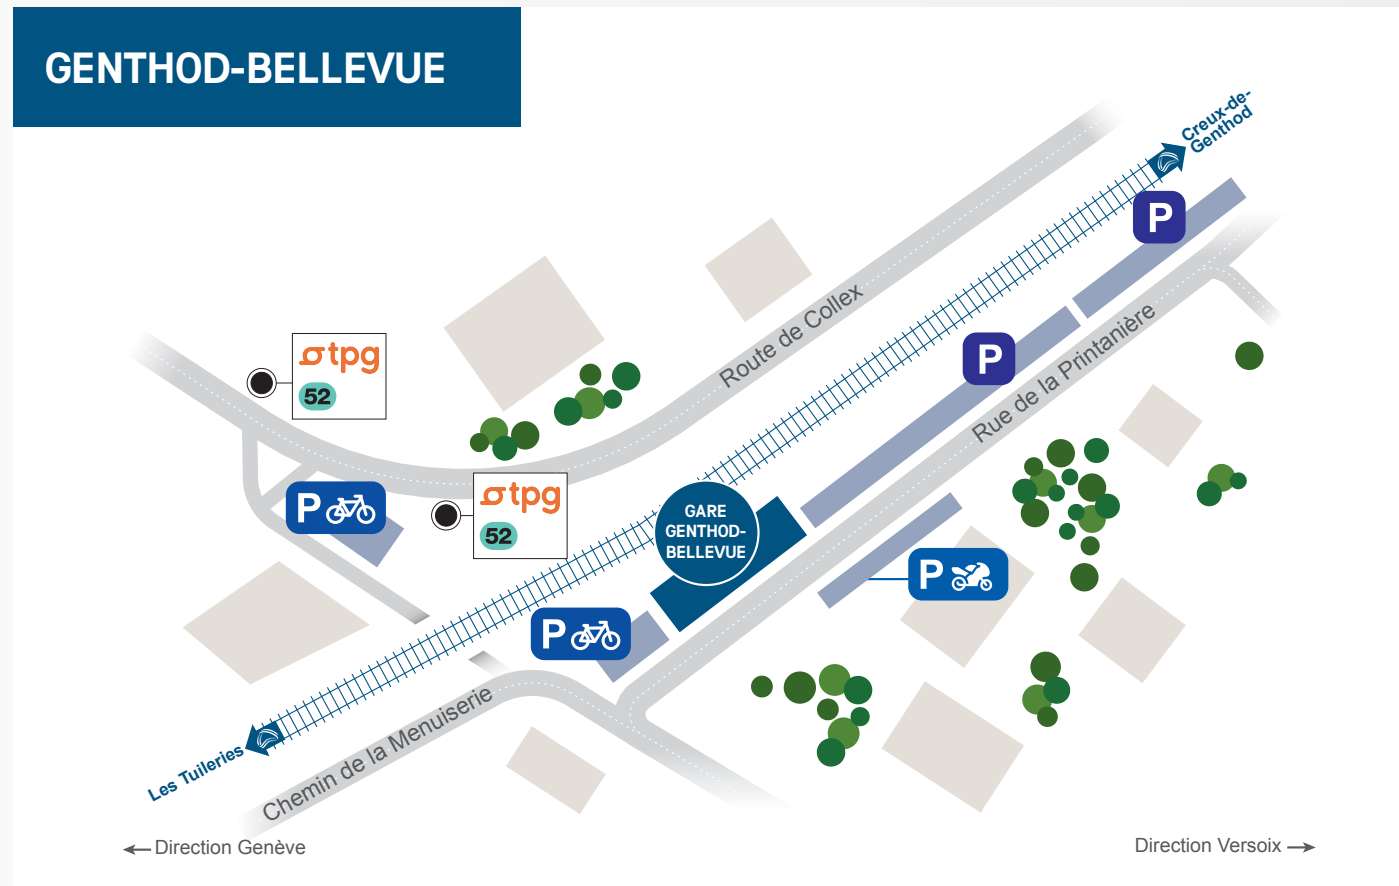 GENTHOD-BELLEVUE
Creux-de-
Genthod
P
P
Route de Collex
Rue de la Printanière
tpg
52
P
tpg
52
GARE
GENTHOD-
BELLEVUE
P
P
Les Tuileries
Chemin de la Menuiserie
Direction Genève
Direction Versoix